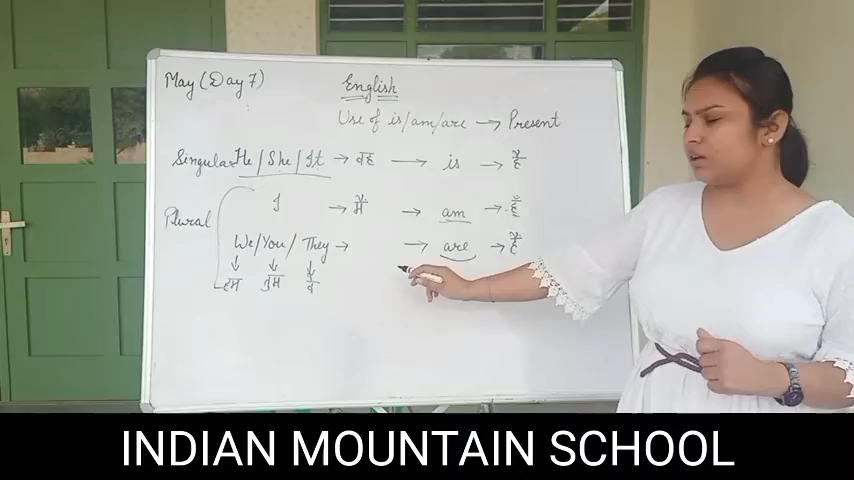 May (Day 7)
English
Use of is/am/are → Present
Singular He / She / It → वह → is → है
I → मैं → am → हूँ
Plural
We/You/They → → are → हैं
↓ ↓ ↓
हम तुम वे
INDIAN MOUNTAIN SCHOOL